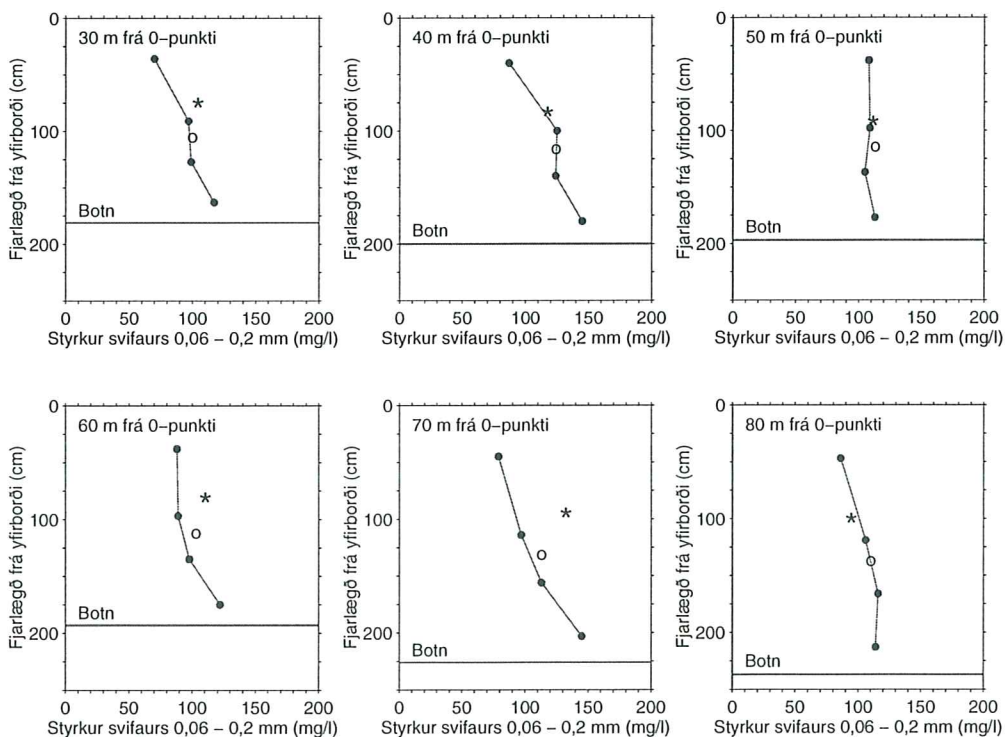 30 m frá 0–punkti
Botn
0
100
200
Fjarlægð frá yfirborði (cm)
0 50 100 150 200
Styrkur svifaurs 0,06 – 0,2 mm (mg/l)
40 m frá 0–punkti
Botn
0
100
200
Fjarlægð frá yfirborði (cm)
0 50 100 150 200
Styrkur svifaurs 0,06 – 0,2 mm (mg/l)
50 m frá 0–punkti
Botn
0
100
200
Fjarlægð frá yfirborði (cm)
0 50 100 150 200
Styrkur svifaurs 0,06 – 0,2 mm (mg/l)
60 m frá 0–punkti
Botn
0
100
200
Fjarlægð frá yfirborði (cm)
0 50 100 150 200
Styrkur svifaurs 0,06 – 0,2 mm (mg/l)
70 m frá 0–punkti
Botn
0
100
200
Fjarlægð frá yfirborði (cm)
0 50 100 150 200
Styrkur svifaurs 0,06 – 0,2 mm (mg/l)
80 m frá 0–punkti
Botn
0
100
200
Fjarlægð frá yfirborði (cm)
0 50 100 150 200
Styrkur svifaurs 0,06 – 0,2 mm (mg/l)